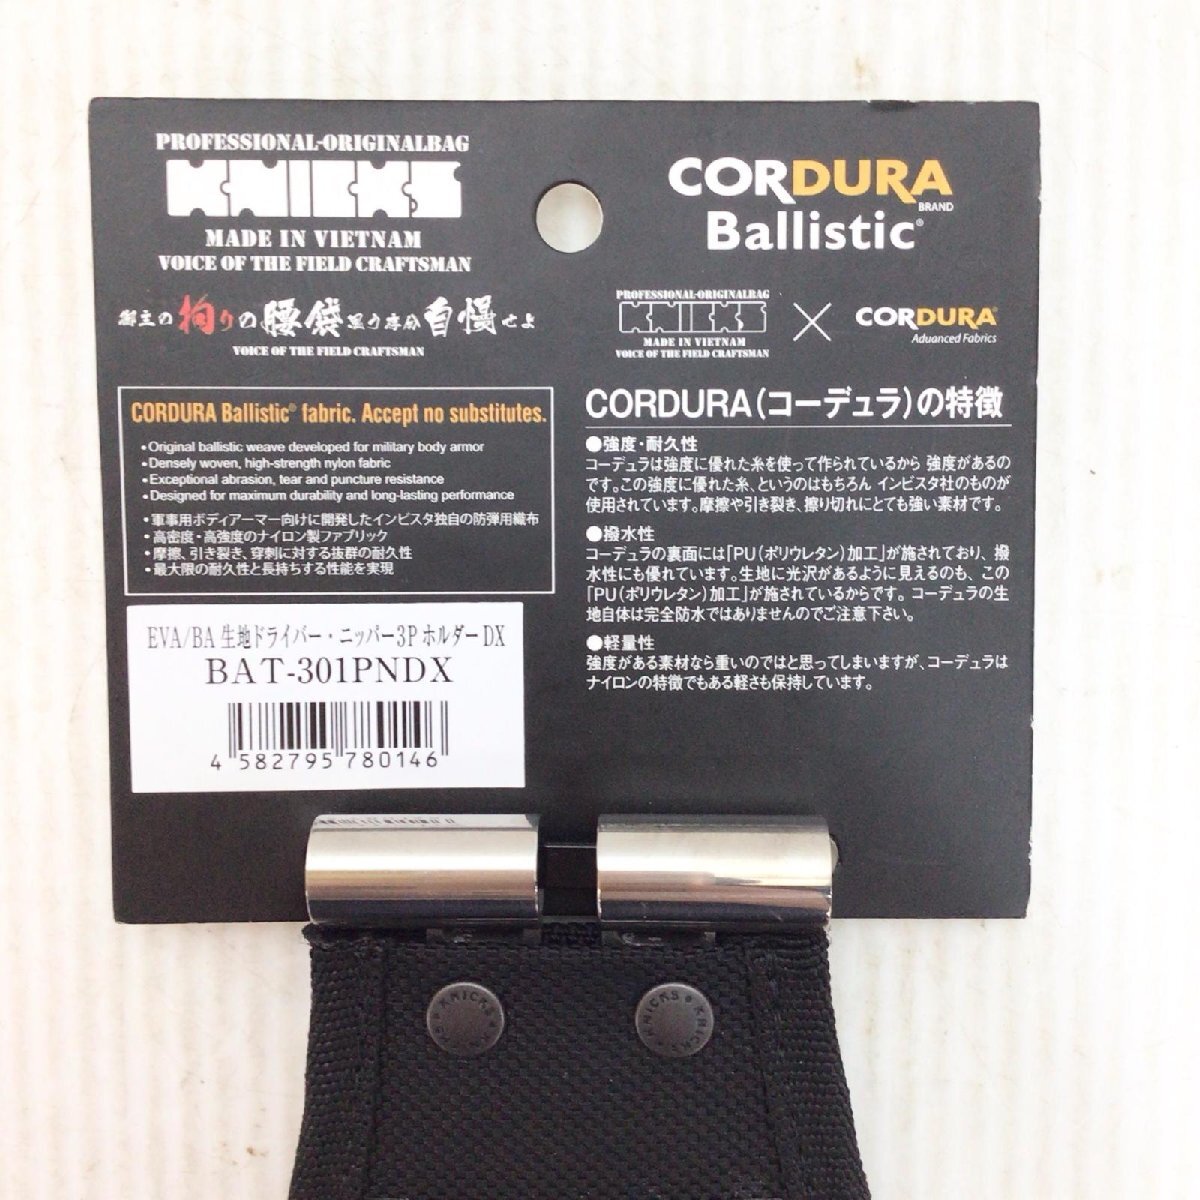 PROFESSIONAL-ORIGINALBAG
KNICKS
MADE IN VIETNAM
VOICE OF THE FIELD CRAFTSMAN
御主の拘りの腰袋思う存分自慢せよ
VOICE OF THE FIELD CRAFTSMAN
CORDURA Ballistic® fabric. Accept no substitutes.
• Original ballistic weave developed for military body armor
• Densely woven, high-strength nylon fabric
• Exceptional abrasion, tear and puncture resistance
• Designed for maximum durability and long-lasting performance
• 軍事用ボディアーマー向けに開発したインビスタ独自の防弾用織布
• 高密度・高強度のナイロン製ファブリック
• 摩擦、引き裂き、穿刺に対する抜群の耐久性
• 最大限の耐久性と長持ちする性能を実現
EVA/BA 生地ドライバー・ニッパー3PホルダーDX
BAT-301PNDX
4 582795 780146
CORDURA
BRAND
Ballistic®
PROFESSIONAL-ORIGINALBAG
KNICKS
MADE IN VIETNAM
VOICE OF THE FIELD CRAFTSMAN
×
CORDURA®
Advanced Fabrics
CORDURA(コーデュラ)の特徴
●強度・耐久性
コーデュラは強度に優れた糸を使って作られているから 強度があるの
です。この強度に優れた糸、というのはもちろん インビスタ社のものが
使用されています。摩擦や引き裂き、擦り切れにとても強い素材です。
●撥水性
コーデュラの裏面には「PU(ポリウレタン)加工」が施されており、撥
水性にも優れています。生地に光沢があるように見えるのも、この
「PU(ポリウレタン)加工」が施されているからです。コーデュラの生
地自体は完全防水ではありませんのでご注意下さい。
●軽量性
強度がある素材なら重いのではと思ってしまいますが、コーデュラは
ナイロンの特徴でもある軽さも保持しています。
KNICKS
KNICKS
KNICKS